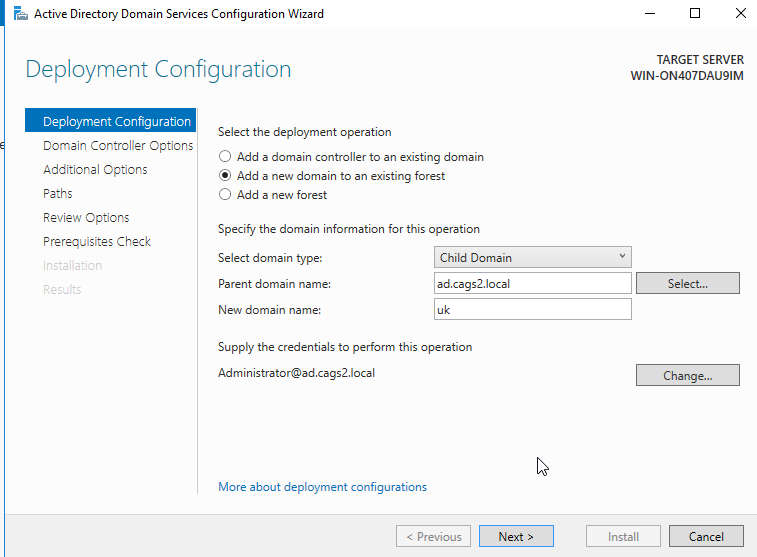 Active Directory Domain Services Configuration Wizard
Deployment Configuration
TARGET SERVER
WIN-ON407DAU9IM
Deployment Configuration
Domain Controller Options
Additional Options
Paths
Review Options
Prerequisites Check
Installation
Results
Select the deployment operation
Add a domain controller to an existing domain
Add a new domain to an existing forest
Add a new forest
Specify the domain information for this operation
Select domain type: Child Domain
Parent domain name: ad.cags2.local Select...
New domain name: uk
Supply the credentials to perform this operation
Administrator@ad.cags2.local Change...
More about deployment configurations
< Previous Next > Install Cancel